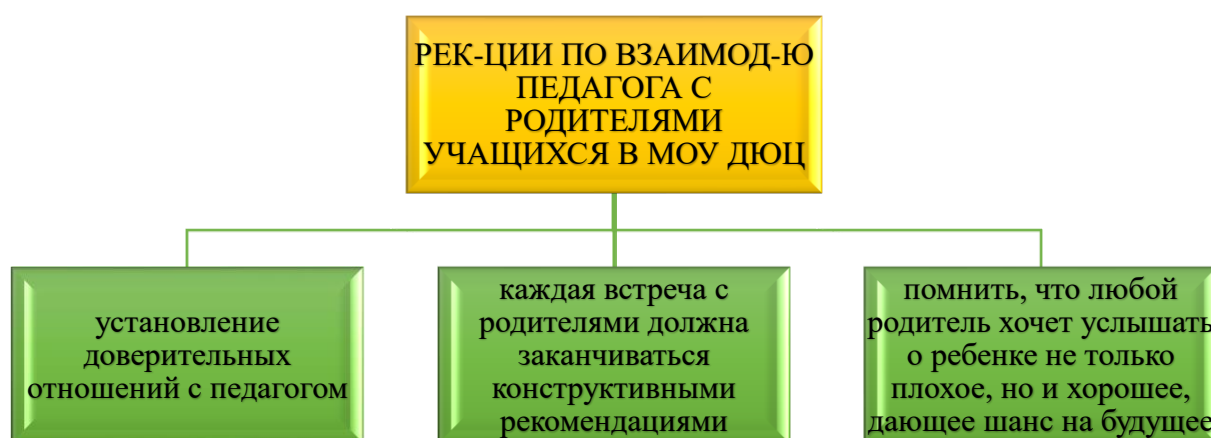 РЕК-ЦИИ ПО ВЗАИМОД-Ю
ПЕДАГОГА С
РОДИТЕЛЯМИ
УЧАЩИХСЯ В МОУ ДЮЦ
установление
доверительных
отношений с педагогом
каждая встреча с
родителями должна
заканчиваться
конструктивными
рекомендациями
помнить, что любой
родитель хочет услышать
о ребенке не только
плохое, но и хорошее,
дающее шанс на будущее